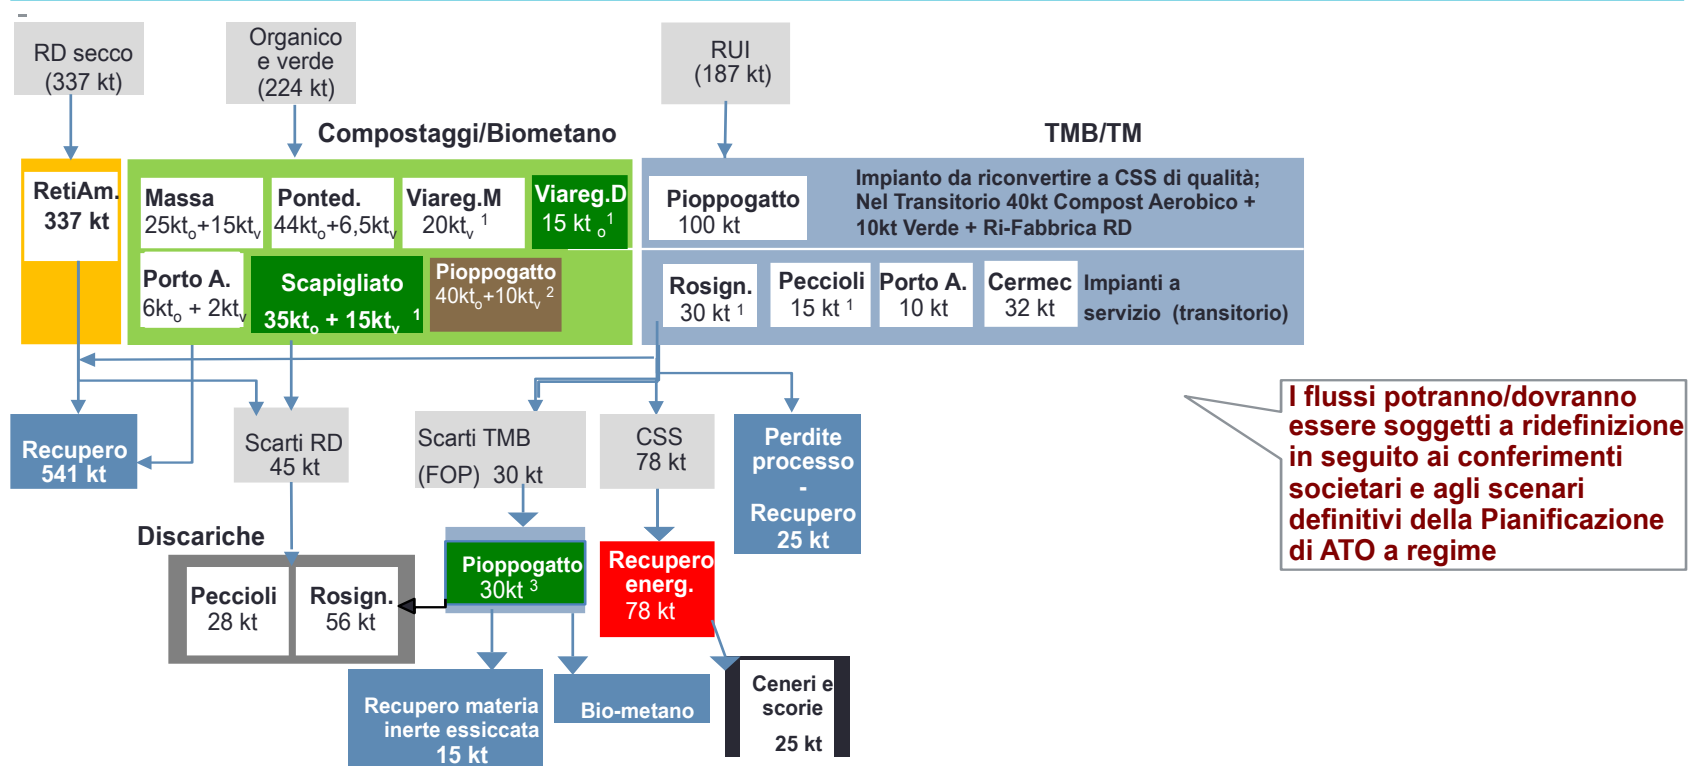 RD secco
(337 kt)
Organico
e verde
(224 kt)
RUI
(187 kt)
Compostaggi/Biometano
TMB/TM
RetiAm.
337 kt
Massa
25kto+15ktv
Ponted.
44kto+6,5ktv
Viareg.M
20ktv 1
Viareg.D
15 kt o 1
Porto A.
6kto + 2ktv
Scapigliato
35kto + 15ktv 1
Pioppogatto
40kto+10ktv 2
Pioppogatto
100 kt
Impianto da riconvertire a CSS di qualità;
Nel Transitorio 40kt Compost Aerobico +
10kt Verde + Ri-Fabbrica RD
Rosign.
30 kt 1
Peccioli
15 kt 1
Porto A.
10 kt
Cermec
32 kt
Impianti a
servizio (transitorio)
Recupero
541 kt
Scarti RD
45 kt
Scarti TMB
(FOP) 30 kt
CSS
78 kt
Perdite
processo
-
Recupero
25 kt
I flussi potranno/dovranno
essere soggetti a ridefinizione
in seguito ai conferimenti
societari e agli scenari
definitivi della Pianificazione
di ATO a regime
Discariche
Peccioli
28 kt
Rosign.
56 kt
Pioppogatto
30kt 3
Recupero
energ.
78 kt
Recupero materia
inerte essiccata
15 kt
Bio-metano
Ceneri e
scorie
25 kt